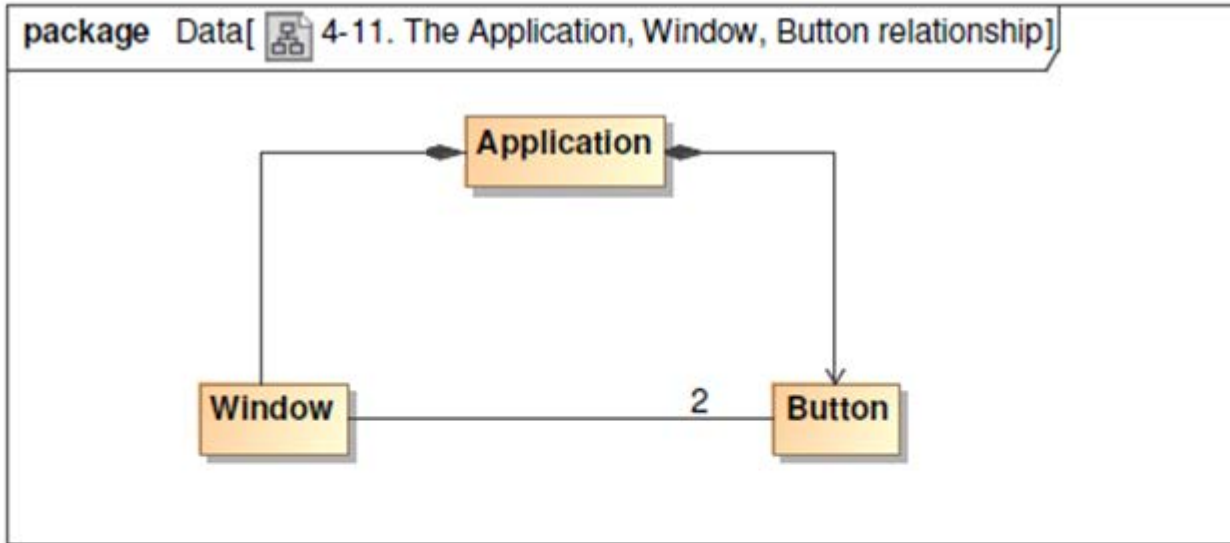 package Data[ 4-11. The Application, Window, Button relationship]
Application
Window
2
Button